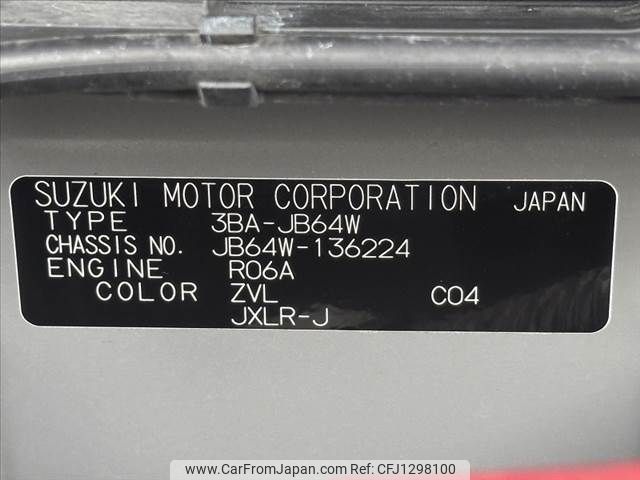 SUZUKI MOTOR CORPORATION JAPAN
TYPE 3BA-JB64W
CHASSIS NO. JB64W-136224
ENGINE R06A
COLOR ZVL C04
JXLR-J
www.carfromJapan.com CFJ1298100